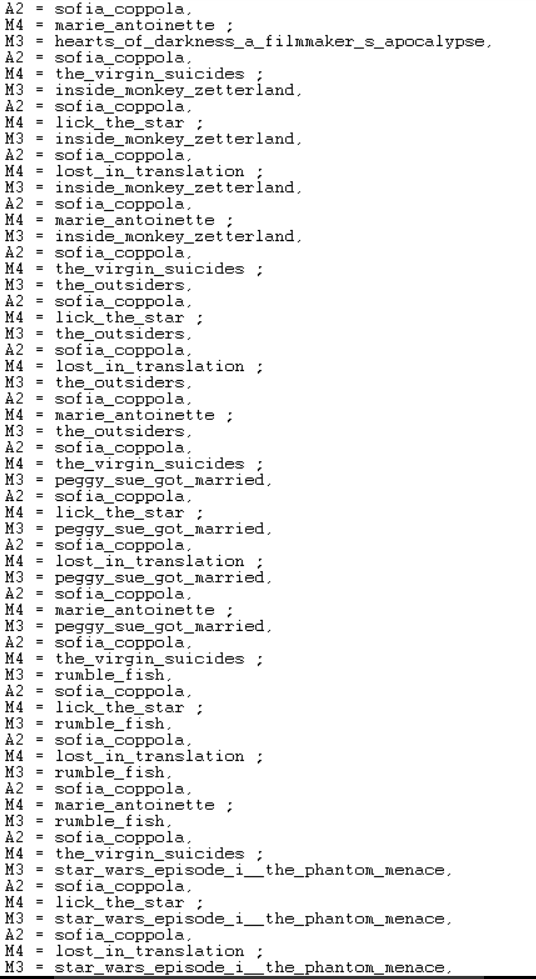 A2 = sofia_coppola,
M4 = marie_antoinette ;
M3 = hearts_of_darkness_a_filmmaker_s_apocalypse,
A2 = sofia_coppola,
M4 = the_virgin_suicides ;
M3 = inside_monkey_zetterland,
A2 = sofia_coppola,
M4 = lick_the_star ;
M3 = inside_monkey_zetterland,
A2 = sofia_coppola,
M4 = lost_in_translation ;
M3 = inside_monkey_zetterland,
A2 = sofia_coppola,
M4 = marie_antoinette ;
M3 = inside_monkey_zetterland,
A2 = sofia_coppola,
M4 = the_virgin_suicides ;
M3 = the_outsiders,
A2 = sofia_coppola,
M4 = lick_the_star ;
M3 = the_outsiders,
A2 = sofia_coppola,
M4 = lost_in_translation ;
M3 = the_outsiders,
A2 = sofia_coppola,
M4 = marie_antoinette ;
M3 = the_outsiders,
A2 = sofia_coppola,
M4 = the_virgin_suicides ;
M3 = peggy_sue_got_married,
A2 = sofia_coppola,
M4 = lick_the_star ;
M3 = peggy_sue_got_married,
A2 = sofia_coppola,
M4 = lost_in_translation ;
M3 = peggy_sue_got_married,
A2 = sofia_coppola,
M4 = marie_antoinette ;
M3 = peggy_sue_got_married,
A2 = sofia_coppola,
M4 = the_virgin_suicides ;
M3 = rumble_fish,
A2 = sofia_coppola,
M4 = lick_the_star ;
M3 = rumble_fish,
A2 = sofia_coppola,
M4 = lost_in_translation ;
M3 = rumble_fish,
A2 = sofia_coppola,
M4 = marie_antoinette ;
M3 = rumble_fish,
A2 = sofia_coppola,
M4 = the_virgin_suicides ;
M3 = star_wars_episode_i__the_phantom_menace,
A2 = sofia_coppola,
M4 = lick_the_star ;
M3 = star_wars_episode_i__the_phantom_menace,
A2 = sofia_coppola,
M4 = lost_in_translation ;
M3 = star_wars_episode_i__the_phantom_menace,